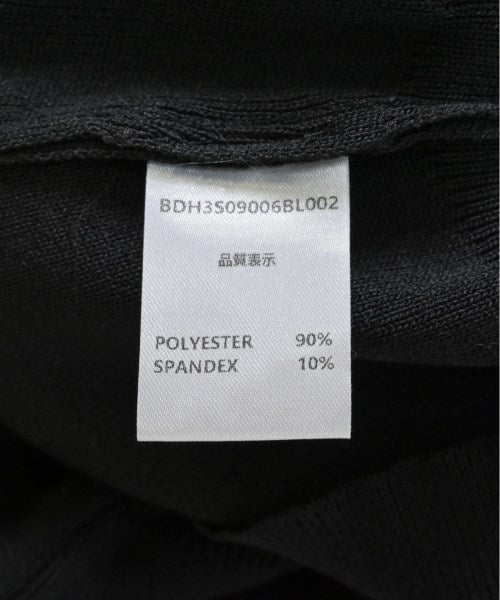 BDH3S09006BL002
品質表示
POLYESTER 90%
SPANDEX 10%